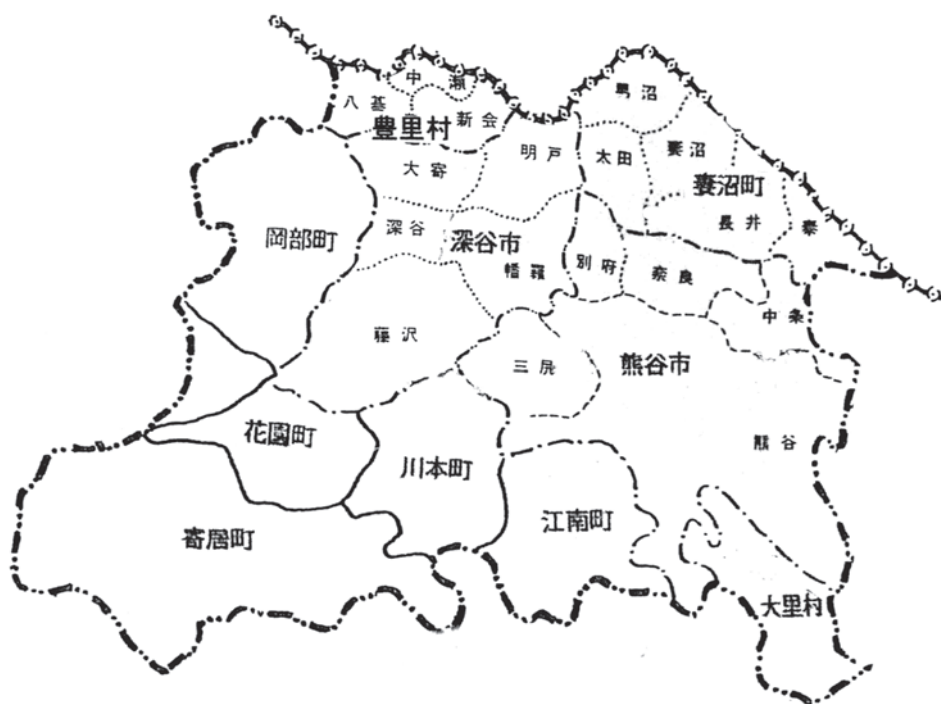 中瀬
八基
新会
豊里村
大寄
明戸
男沼
太田
妻沼
妻沼町
長井
秦
岡部町
深谷
深谷市
幡羅
別府
奈良
中条
藤沢
三尻
熊谷市
熊谷
花園町
川本町
江南町
寄居町
大里村